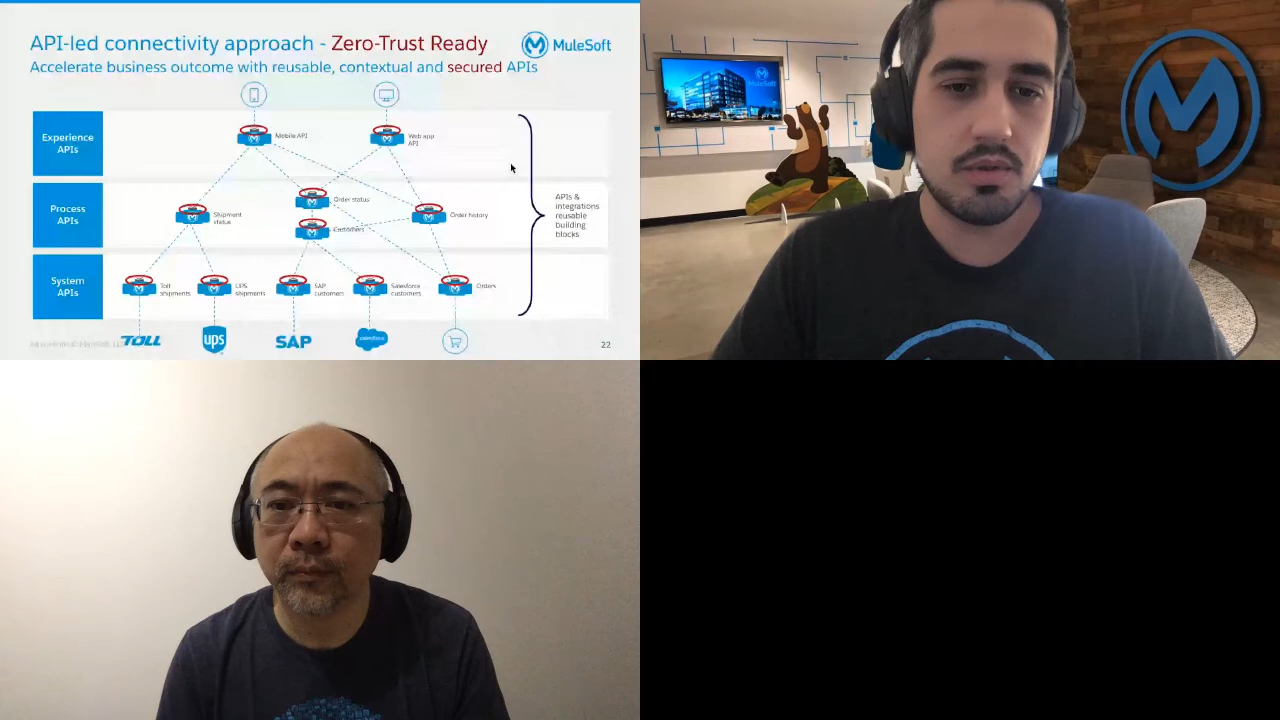 API-led connectivity approach - Zero-Trust Ready
MuleSoft
Accelerate business outcome with reusable, contextual and secured APIs
Experience
APIs
Mobile API
Web app
API
Process
APIs
Shipment
status
Order status
Customers
Order history
APIs &
integrations
reusable
building
blocks
System
APIs
Toll
shipments
UPS
shipments
SAP
customers
Salesforce
customers
Orders
TOLL
ups
SAP
salesforce
22
MuleSoft